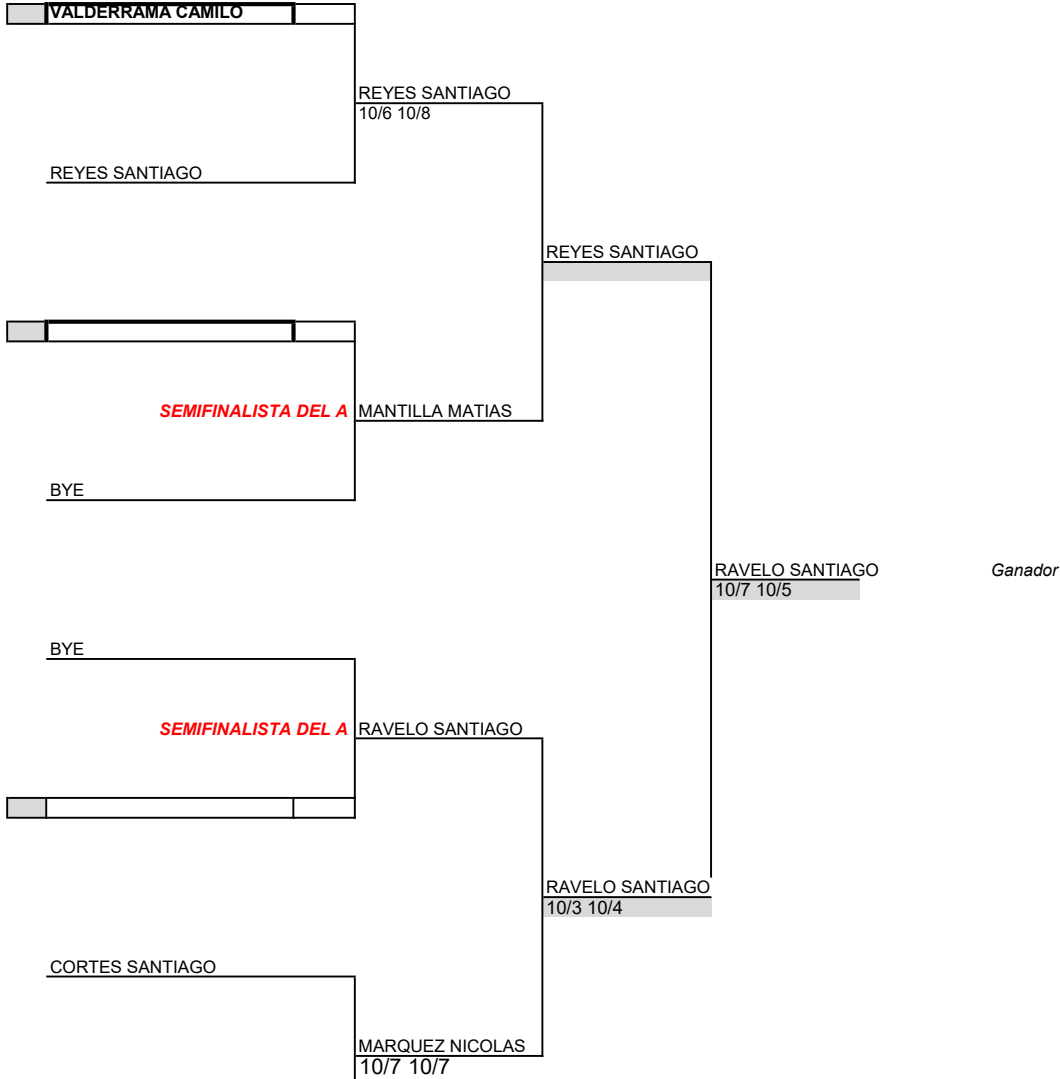 VALDERRAMA CAMILO
REYES SANTIAGO
10/6 10/8
REYES SANTIAGO
REYES SANTIAGO
SEMIFINALISTA DEL A
MANTILLA MATIAS
BYE
RAVELO SANTIAGO
Ganador
10/7 10/5
BYE
SEMIFINALISTA DEL A
RAVELO SANTIAGO
RAVELO SANTIAGO
10/3 10/4
CORTES SANTIAGO
MARQUEZ NICOLAS
10/7 10/7